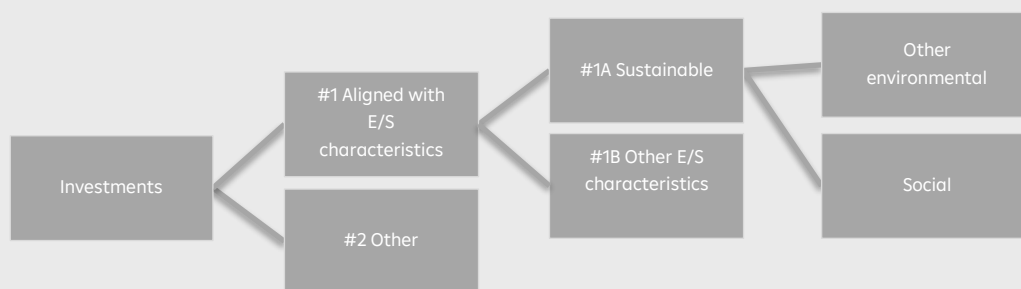 Investments
#1 Aligned with
E/S
characteristics
#2 Other
#1A Sustainable
#1B Other E/S
characteristics
Other
environmental
Social